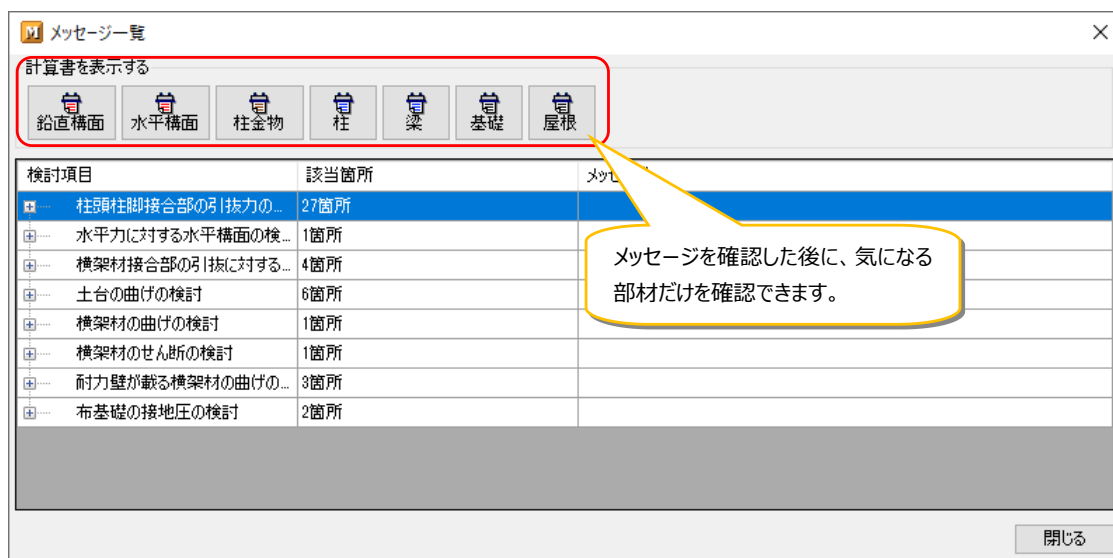 メッセージ一覧
計算書を表示する
鉛直構面 水平構面 柱金物 柱 梁 基礎 屋根
検討項目 該当箇所 メッセ
柱頭柱脚接合部の引抜力の... 27箇所
水平力に対する水平構面の検... 1箇所
横架材接合部の引抜に対する... 4箇所
土台の曲げの検討 6箇所
横架材の曲げの検討 1箇所
横架材のせん断の検討 1箇所
耐力壁が載る横架材の曲げの... 3箇所
布基礎の接地圧の検討 2箇所
メッセージを確認した後に、気になる
部材だけを確認できます。
閉じる